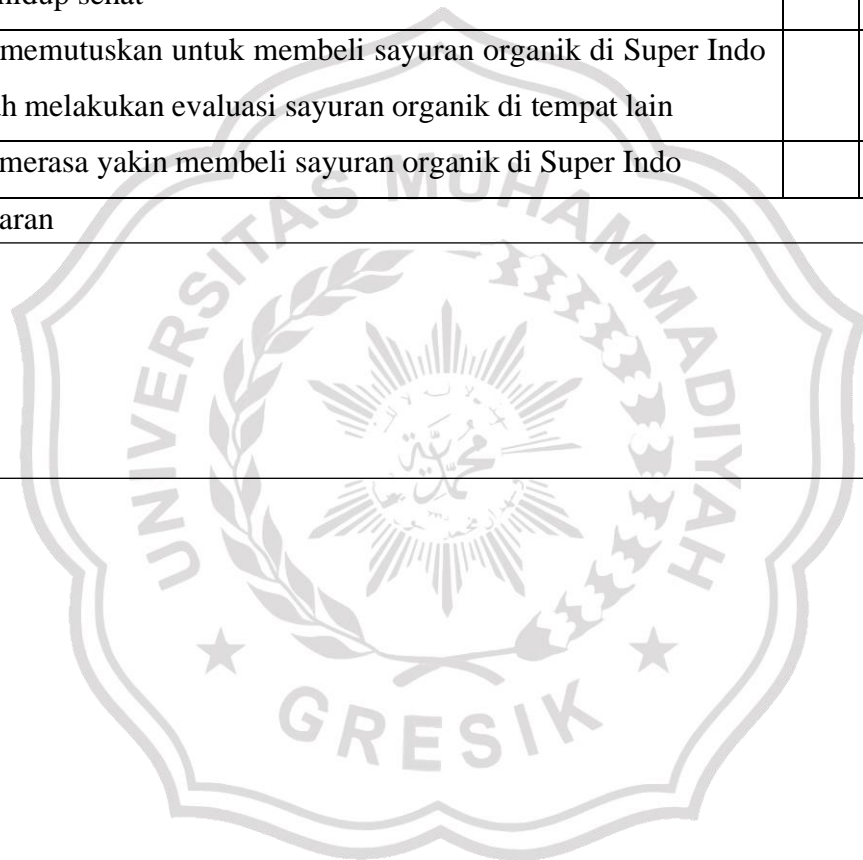 hidup sehat
memutuskan untuk membeli sayuran organik di Super Indo
ah melakukan evaluasi sayuran organik di tempat lain
merasa yakin membeli sayuran organik di Super Indo
aran
UNIVERSITAS MUHAMMADIYAH
GRESIK